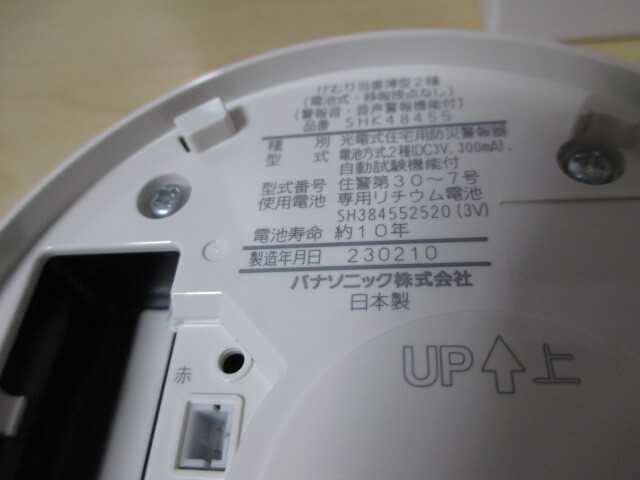 けむり当番薄型2種
(電池式・移報接点なし)
(警報音・音声警報機能付)
品番 SHK48455
種別 光電式住宅用防災警報器
型式 電池方式2種(DC3V, 300mA),
自動試験機能付
型式番号 住警第30~7号
使用電池 専用リチウム電池
SH384552520 (3V)
電池寿命 約10年
製造年月日 230210
パナソニック株式会社
日本製
UP 上
赤